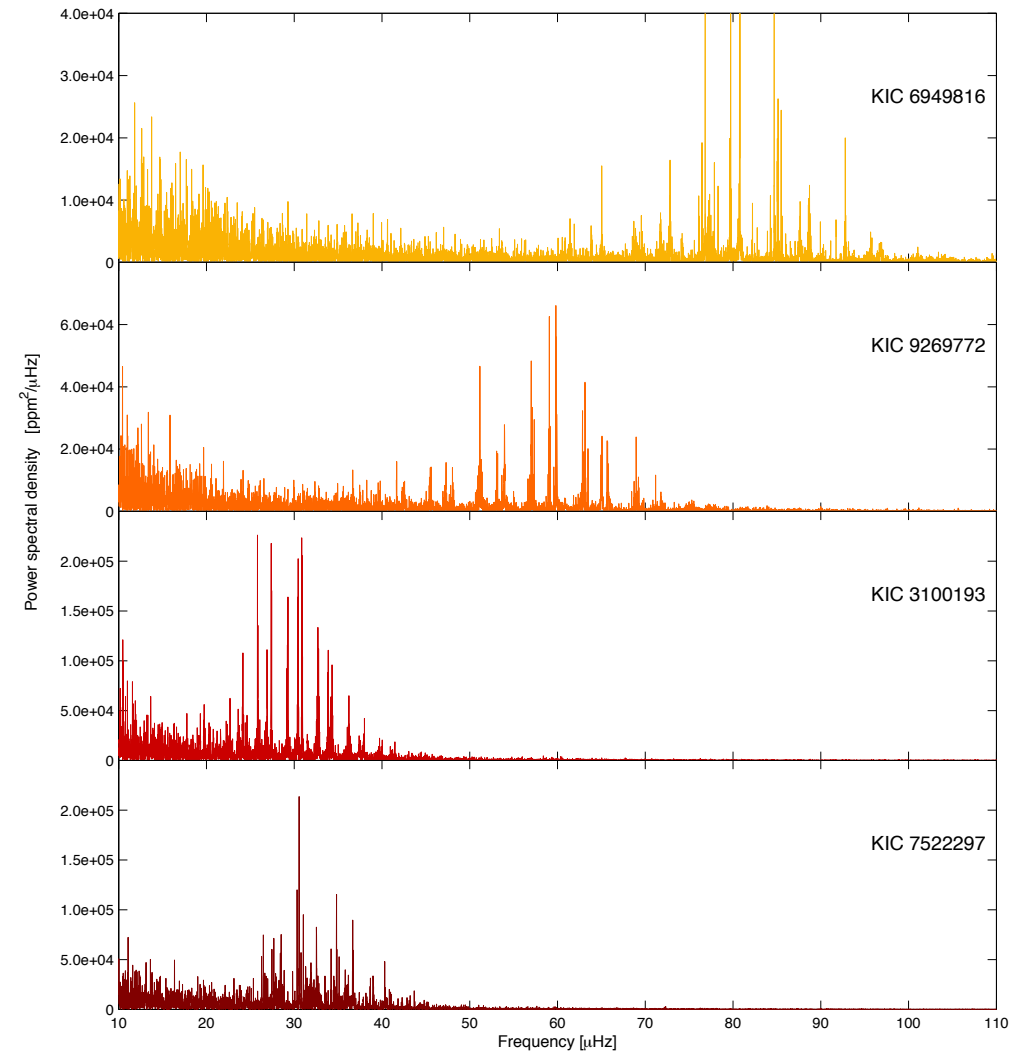 4.0e+04
3.0e+04
KIC 6949816
2.0e+04
1.0e+04
0
6.0e+04
KIC 9269772
4.0e+04
2.0e+04
0
Power spectral density [ppm²/μHz]
2.0e+05
KIC 3100193
1.5e+05
1.0e+05
5.0e+04
0
2.0e+05
KIC 7522297
1.5e+05
1.0e+05
5.0e+04
0
10 20 30 40 50 60 70 80 90 100 110
Frequency [μHz]